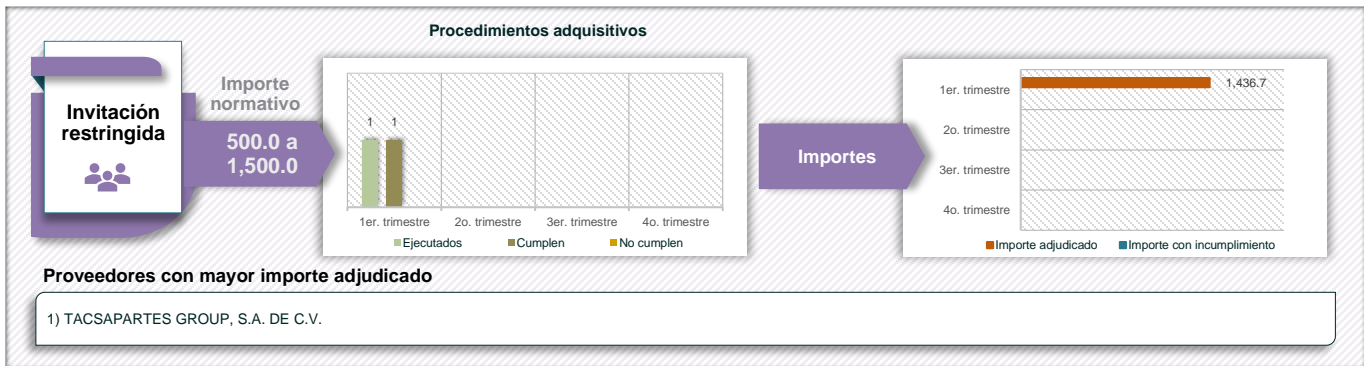 Procedimientos adquisitivos
Invitación
restringida
Importe
normativo
500.0 a
1,500.0
1
1
1er. trimestre
2o. trimestre
3er. trimestre
4o. trimestre
Ejecutados
Cumplen
No cumplen
Importes
1er. trimestre
1,436.7
2o. trimestre
3er. trimestre
4o. trimestre
Importe adjudicado
Importe con incumplimiento
Proveedores con mayor importe adjudicado
1) TACSAPARTES GROUP, S.A. DE C.V.